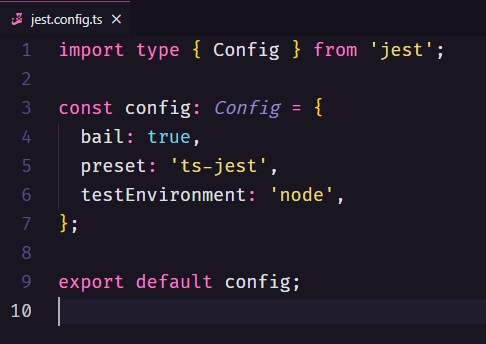 jest.config.ts ×
1 import type { Config } from 'jest';
2
3 const config: Config = {
4   bail: true,
5   preset: 'ts-jest',
6   testEnvironment: 'node',
7 };
8
9 export default config;
10